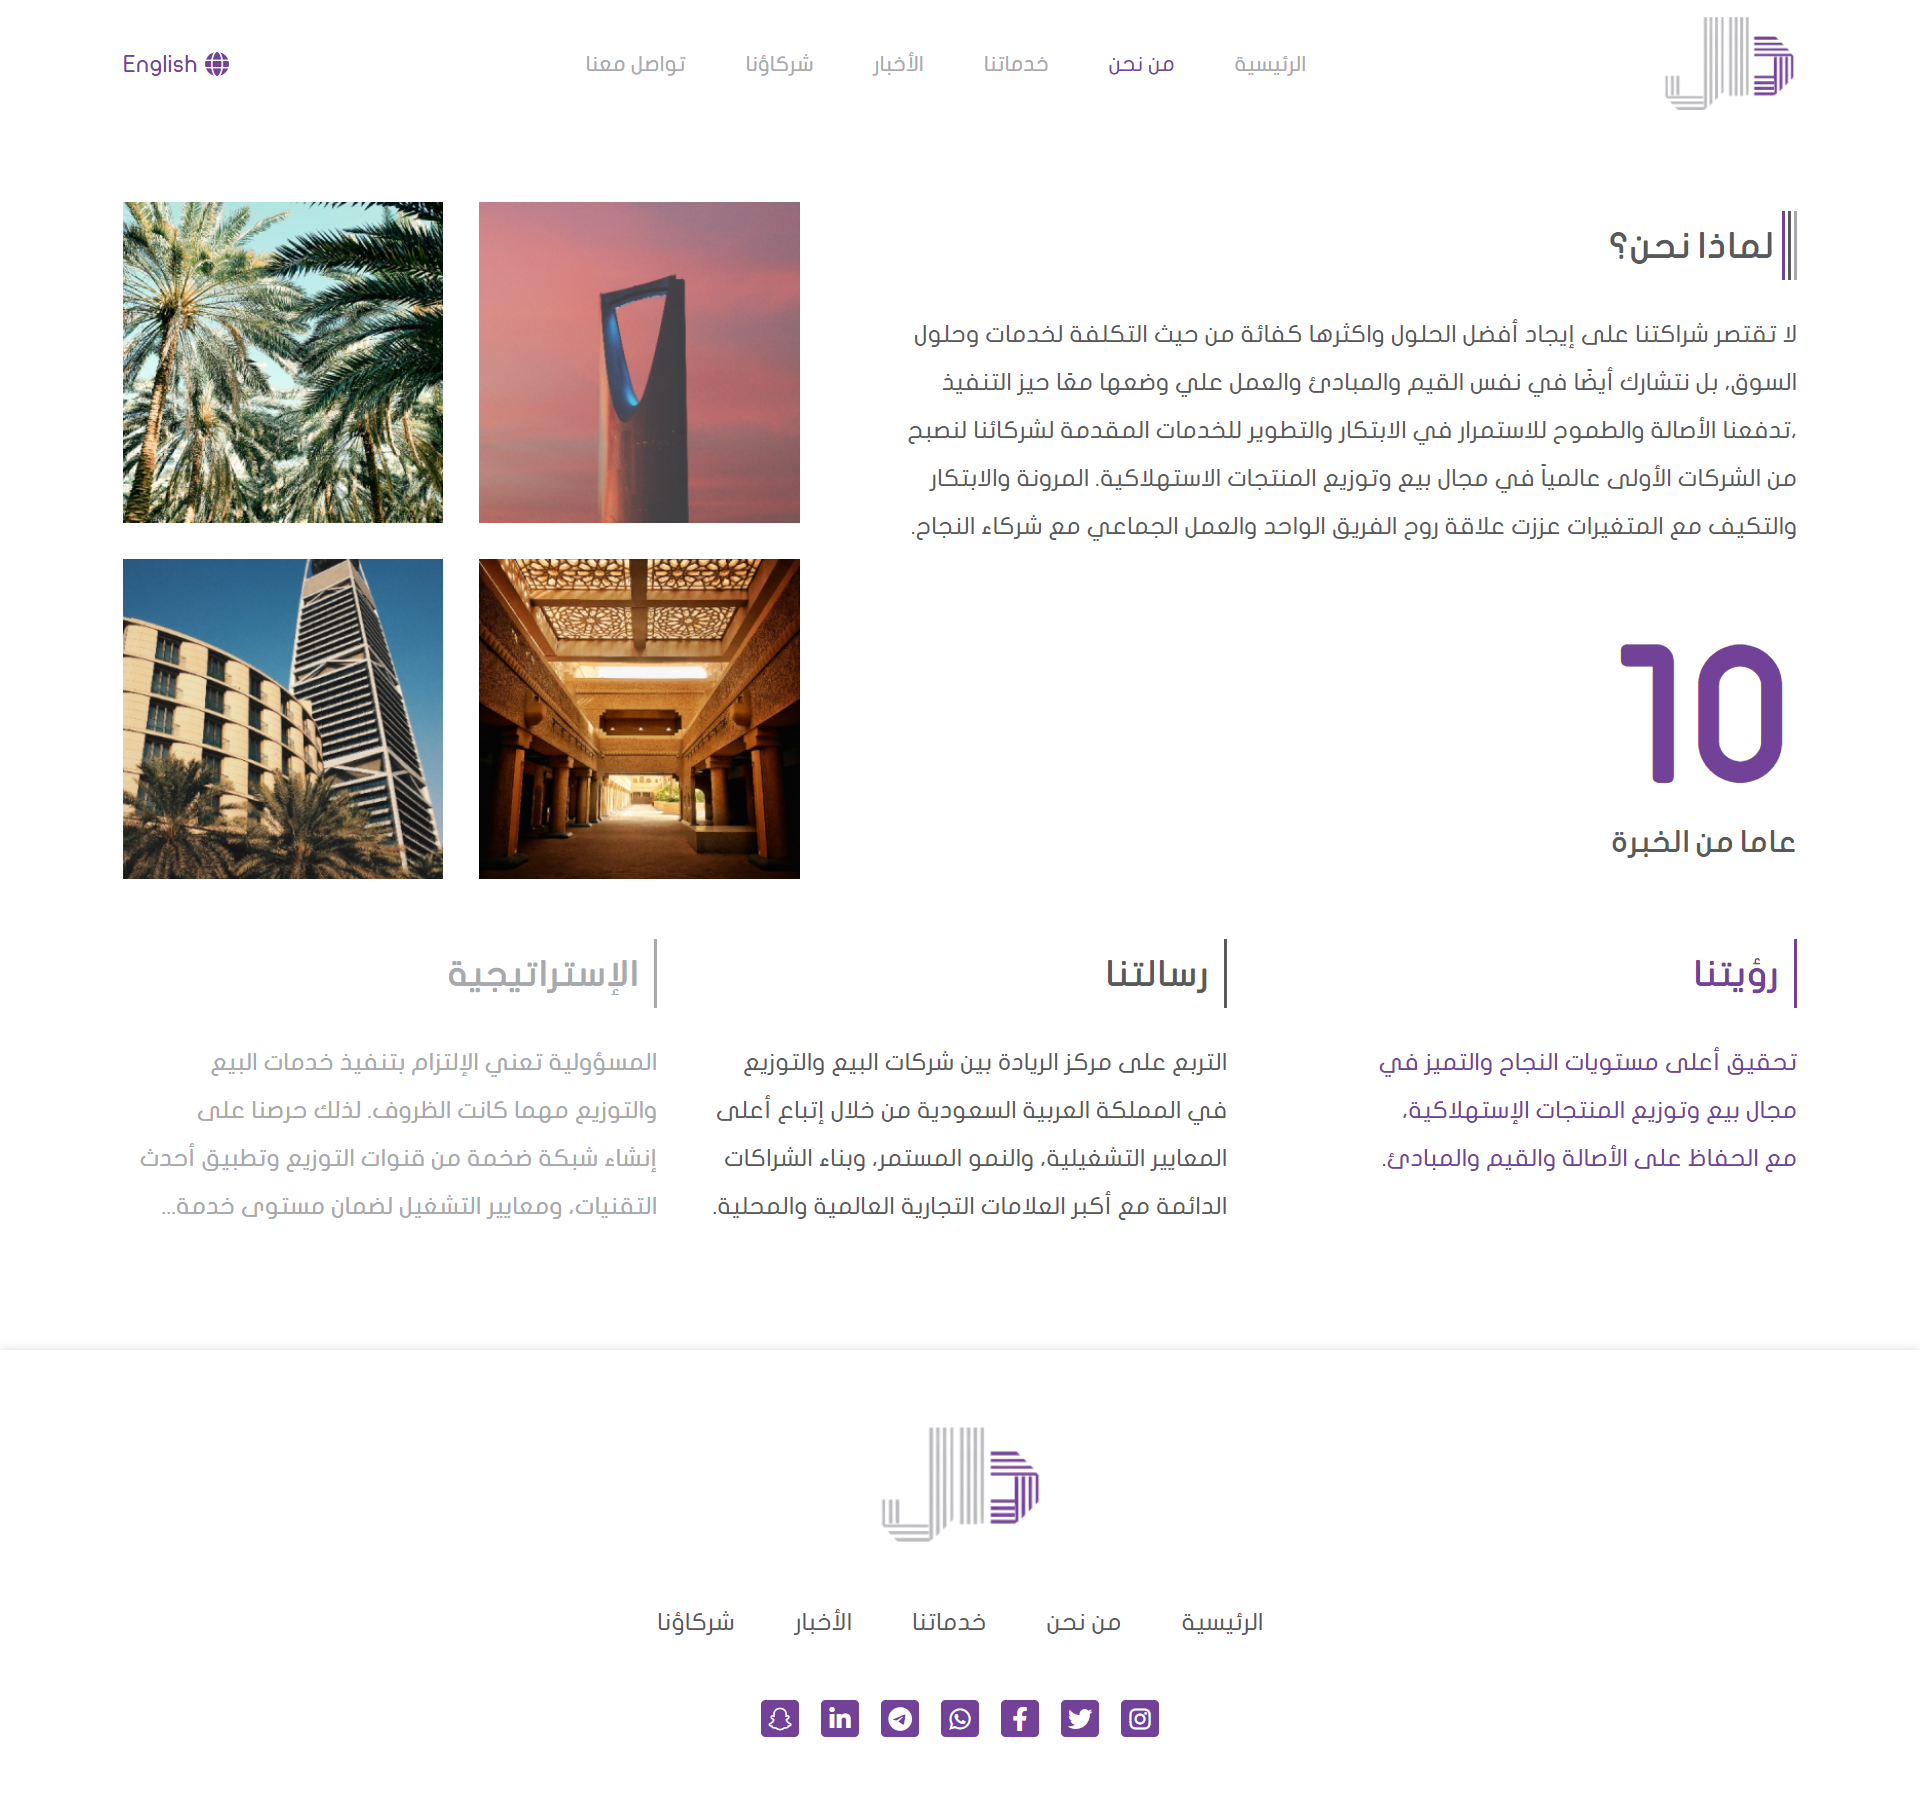 الرئيسية
من نحن
خدماتنا
الأخبار
شركاؤنا
تواصل معنا
English
لماذا نحن؟
لا تقتصر شراكتنا على إيجاد أفضل الحلول واكثرها كفائة من حيث التكلفة لخدمات وحلول
السوق، بل نتشارك أيضًا في نفس القيم والمبادئ والعمل علي وضعها معًا حيز التنفيذ
،تدفعنا الأصالة والطموح للاستمرار في الابتكار والتطوير للخدمات المقدمة لشركائنا لنصبح
من الشركات الأولى عالمياً في مجال بيع وتوزيع المنتجات الاستهلاكية. المرونة والابتكار
والتكيف مع المتغيرات عززت علاقة روح الفريق الواحد والعمل الجماعي مع شركاء النجاح.
10
عاما من الخبرة
رؤيتنا
تحقيق أعلى مستويات النجاح والتميز في
مجال بيع وتوزيع المنتجات الإستهلاكية،
مع الحفاظ على الأصالة والقيم والمبادئ.
رسالتنا
التربع على مركز الريادة بين شركات البيع والتوزيع
في المملكة العربية السعودية من خلال إتباع أعلى
المعايير التشغيلية، والنمو المستمر، وبناء الشراكات
الدائمة مع أكبر العلامات التجارية العالمية والمحلية.
الإستراتيجية
المسؤولية تعني الإلتزام بتنفيذ خدمات البيع
والتوزيع مهما كانت الظروف. لذلك حرصنا على
إنشاء شبكة ضخمة من قنوات التوزيع وتطبيق أحدث
التقنيات، ومعايير التشغيل لضمان مستوى خدمة...
الرئيسية
من نحن
خدماتنا
الأخبار
شركاؤنا